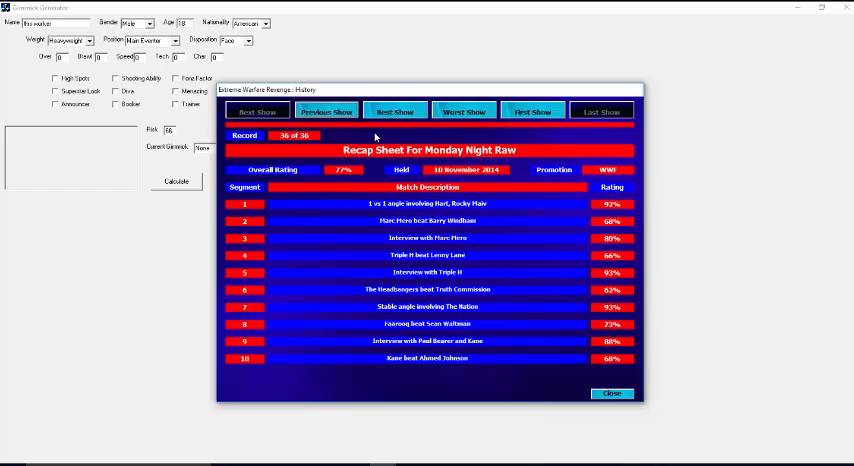 Gimmick Generator
Name this worker Gender Male Age 18 Nationality American
Weight Heavyweight Position Main Eventer Disposition Face
Over 0 Brawl 0 Speed 0 Tech 0 Char 0
High Spots Shooting Ability Fonz Factor
Superstar Look Diva Menacing
Announcer Booker Trainer
Risk 66
Current Gimmick None
Calculate
Extreme Warfare Revenge : History
Next Show Previous Show Best Show Worst Show First Show Last Show
Record 36 of 36
Recap Sheet For Monday Night Raw
Overall Rating 77% Held 10 November 2014 Promotion WWF
Segment Match Description Rating
1 1 vs 1 angle involving Hart, Rocky Maiv 92%
2 Marc Mero beat Barry Windham 68%
3 Interview with Marc Mero 80%
4 Triple H beat Lenny Lane 66%
5 Interview with Triple H 93%
6 The Headbangers beat Truth Commission 62%
7 Stable angle involving The Nation 93%
8 Faarooq beat Sean Waltman 73%
9 Interview with Paul Bearer and Kane 88%
10 Kane beat Ahmed Johnson 68%
Close